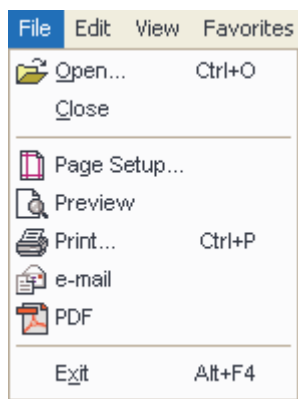 File Edit View Favorites
Open... Ctrl+O
Close
Page Setup...
Preview
Print... Ctrl+P
e-mail
PDF
Exit Alt+F4